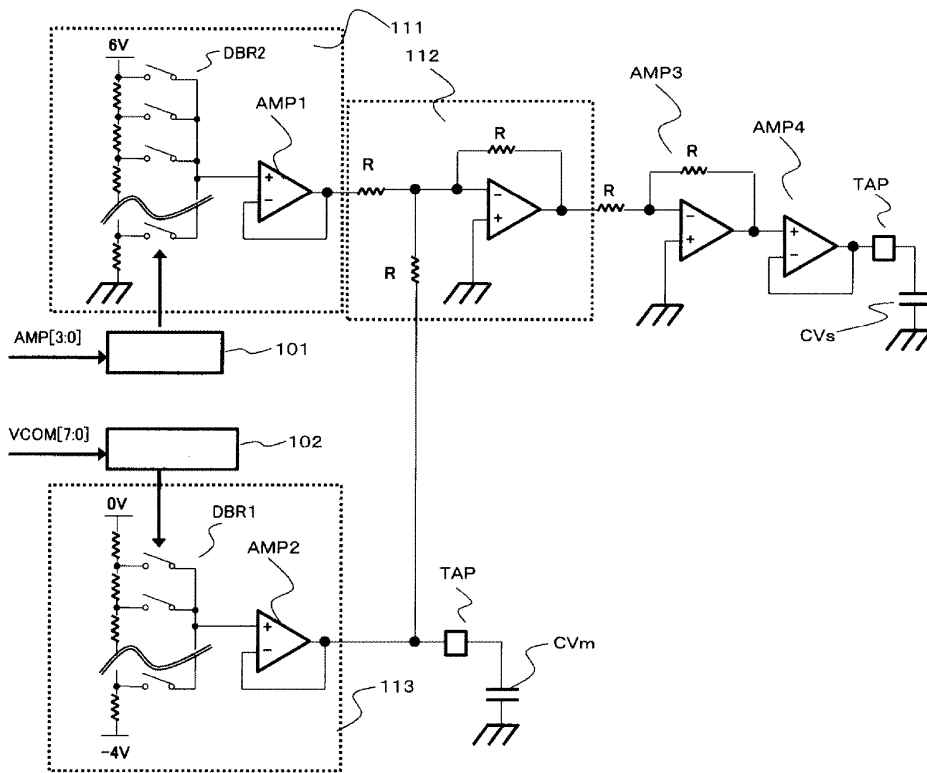 111
6V
DBR2
112
AMP3
AMP1
AMP4
R
R
R
R
TAP
R
CVs
AMP[3:0]
101
VCOM[7:0]
102
0V
DBR1
AMP2
TAP
CVm
113
-4V